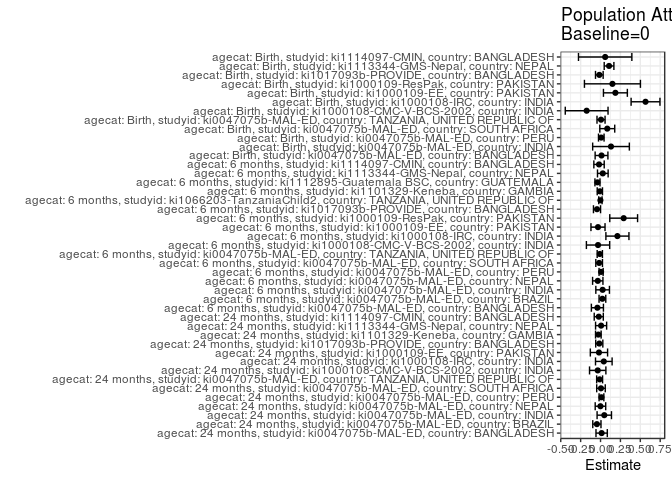 Population Att
Baseline=0
agecat: Birth, studyid: ki1114097-CMIN, country: BANGLADESH
agecat: Birth, studyid: ki1113344-GMS-Nepal, country: NEPAL
agecat: Birth, studyid: ki1017093b-PROVIDE, country: BANGLADESH
agecat: Birth, studyid: ki1000109-ResPak, country: PAKISTAN
agecat: Birth, studyid: ki1000109-EE, country: PAKISTAN
agecat: Birth, studyid: ki1000108-IRC, country: INDIA
agecat: Birth, studyid: ki1000108-CMC-V-BCS-2002, country: INDIA
agecat: Birth, studyid: ki0047075b-MAL-ED, country: TANZANIA, UNITED REPUBLIC OF
agecat: Birth, studyid: ki0047075b-MAL-ED, country: SOUTH AFRICA
agecat: Birth, studyid: ki0047075b-MAL-ED, country: PERU
agecat: Birth, studyid: ki0047075b-MAL-ED, country: INDIA
agecat: Birth, studyid: ki0047075b-MAL-ED, country: BANGLADESH
agecat: 6 months, studyid: ki1114097-CMIN, country: BANGLADESH
agecat: 6 months, studyid: ki1113344-GMS-Nepal, country: NEPAL
agecat: 6 months, studyid: ki1112895-Guatemala BSC, country: GUATEMALA
agecat: 6 months, studyid: ki1101329-Keneba, country: GAMBIA
agecat: 6 months, studyid: ki1066203-TanzaniaChild2, country: TANZANIA, UNITED REPUBLIC OF
agecat: 6 months, studyid: ki1017093b-PROVIDE, country: BANGLADESH
agecat: 6 months, studyid: ki1000109-ResPak, country: PAKISTAN
agecat: 6 months, studyid: ki1000109-EE, country: PAKISTAN
agecat: 6 months, studyid: ki1000108-IRC, country: INDIA
agecat: 6 months, studyid: ki1000108-CMC-V-BCS-2002, country: INDIA
agecat: 6 months, studyid: ki0047075b-MAL-ED, country: TANZANIA, UNITED REPUBLIC OF
agecat: 6 months, studyid: ki0047075b-MAL-ED, country: SOUTH AFRICA
agecat: 6 months, studyid: ki0047075b-MAL-ED, country: PERU
agecat: 6 months, studyid: ki0047075b-MAL-ED, country: NEPAL
agecat: 6 months, studyid: ki0047075b-MAL-ED, country: INDIA
agecat: 6 months, studyid: ki0047075b-MAL-ED, country: BRAZIL
agecat: 6 months, studyid: ki0047075b-MAL-ED, country: BANGLADESH
agecat: 24 months, studyid: ki1114097-CMIN, country: BANGLADESH
agecat: 24 months, studyid: ki1113344-GMS-Nepal, country: NEPAL
agecat: 24 months, studyid: ki1101329-Keneba, country: GAMBIA
agecat: 24 months, studyid: ki1017093b-PROVIDE, country: BANGLADESH
agecat: 24 months, studyid: ki1000109-EE, country: PAKISTAN
agecat: 24 months, studyid: ki1000108-IRC, country: INDIA
agecat: 24 months, studyid: ki1000108-CMC-V-BCS-2002, country: INDIA
agecat: 24 months, studyid: ki0047075b-MAL-ED, country: TANZANIA, UNITED REPUBLIC OF
agecat: 24 months, studyid: ki0047075b-MAL-ED, country: SOUTH AFRICA
agecat: 24 months, studyid: ki0047075b-MAL-ED, country: PERU
agecat: 24 months, studyid: ki0047075b-MAL-ED, country: NEPAL
agecat: 24 months, studyid: ki0047075b-MAL-ED, country: INDIA
agecat: 24 months, studyid: ki0047075b-MAL-ED, country: BRAZIL
agecat: 24 months, studyid: ki0047075b-MAL-ED, country: BANGLADESH
-0.50 -0.25 0.00 0.25 0.50 0.75
Estimate